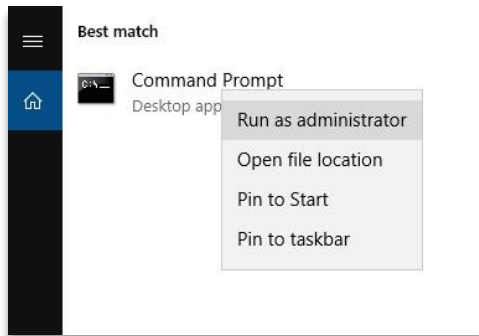 Best match
C:\_
Command Prompt
Desktop app
Run as administrator
Open file location
Pin to Start
Pin to taskbar